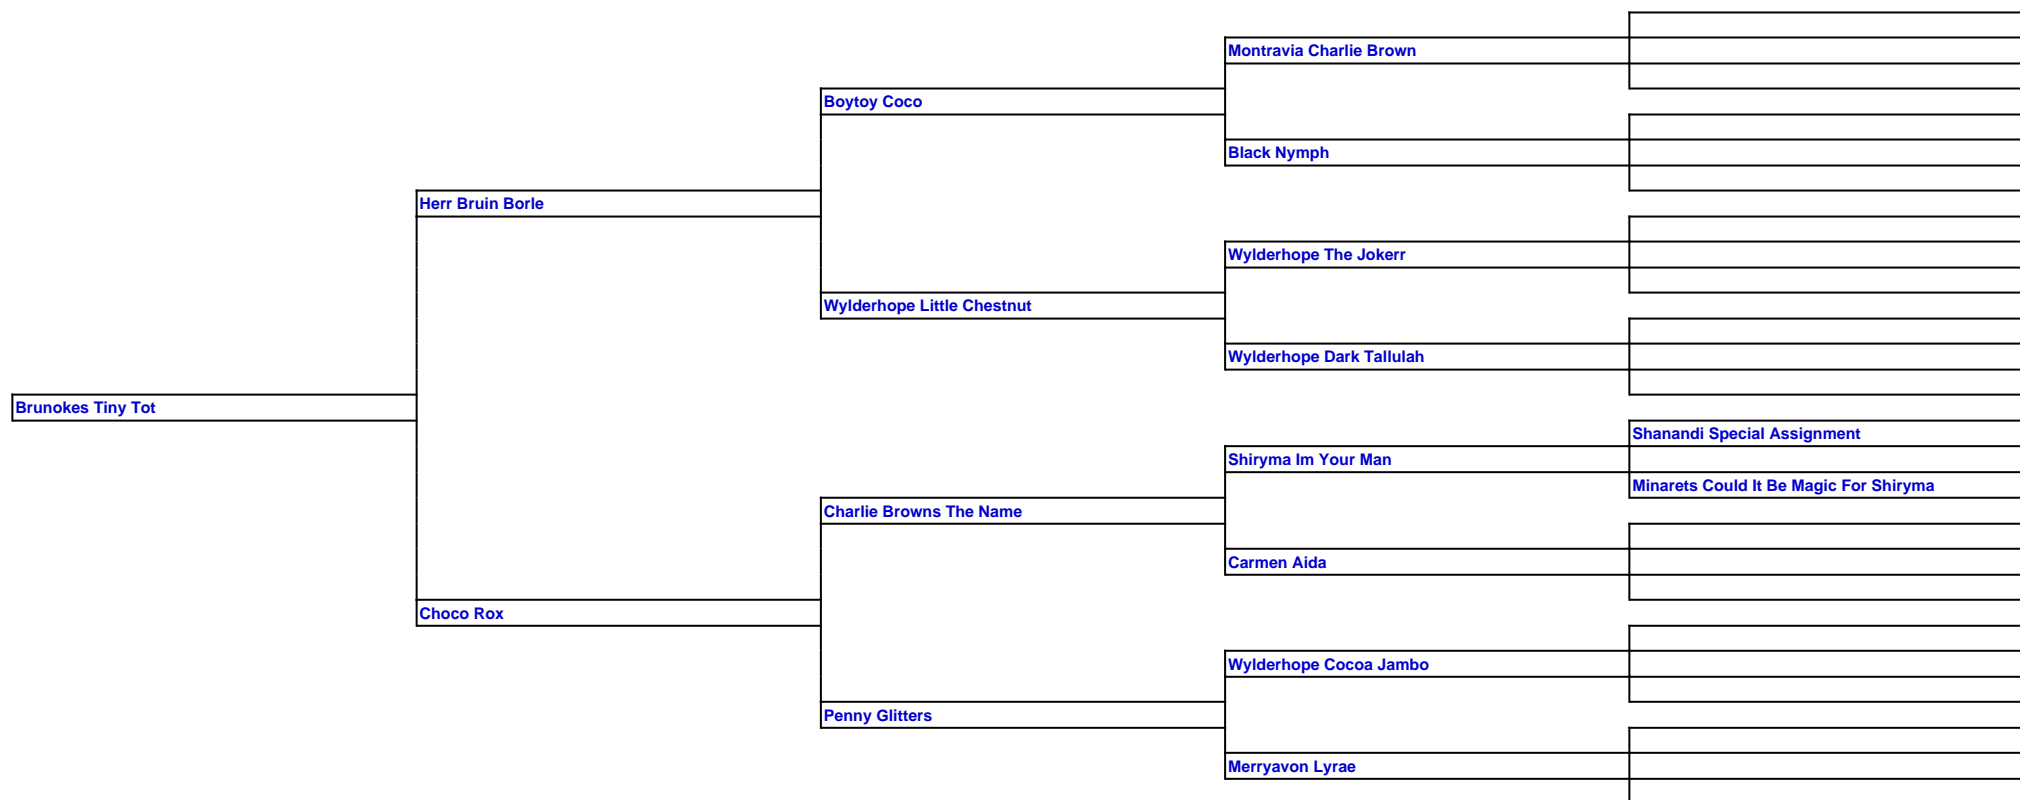 Montravia Charlie Brown
Boytoy Coco
Black Nymph
Herr Bruin Borle
Wylderhope The Jokerr
Wylderhope Little Chestnut
Wylderhope Dark Tallulah
Brunokes Tiny Tot
Shanandi Special Assignment
Shiryma Im Your Man
Minarets Could It Be Magic For Shiryma
Charlie Browns The Name
Carmen Aida
Choco Rox
Wylderhope Cocoa Jambo
Penny Glitters
Merryavon Lyrae